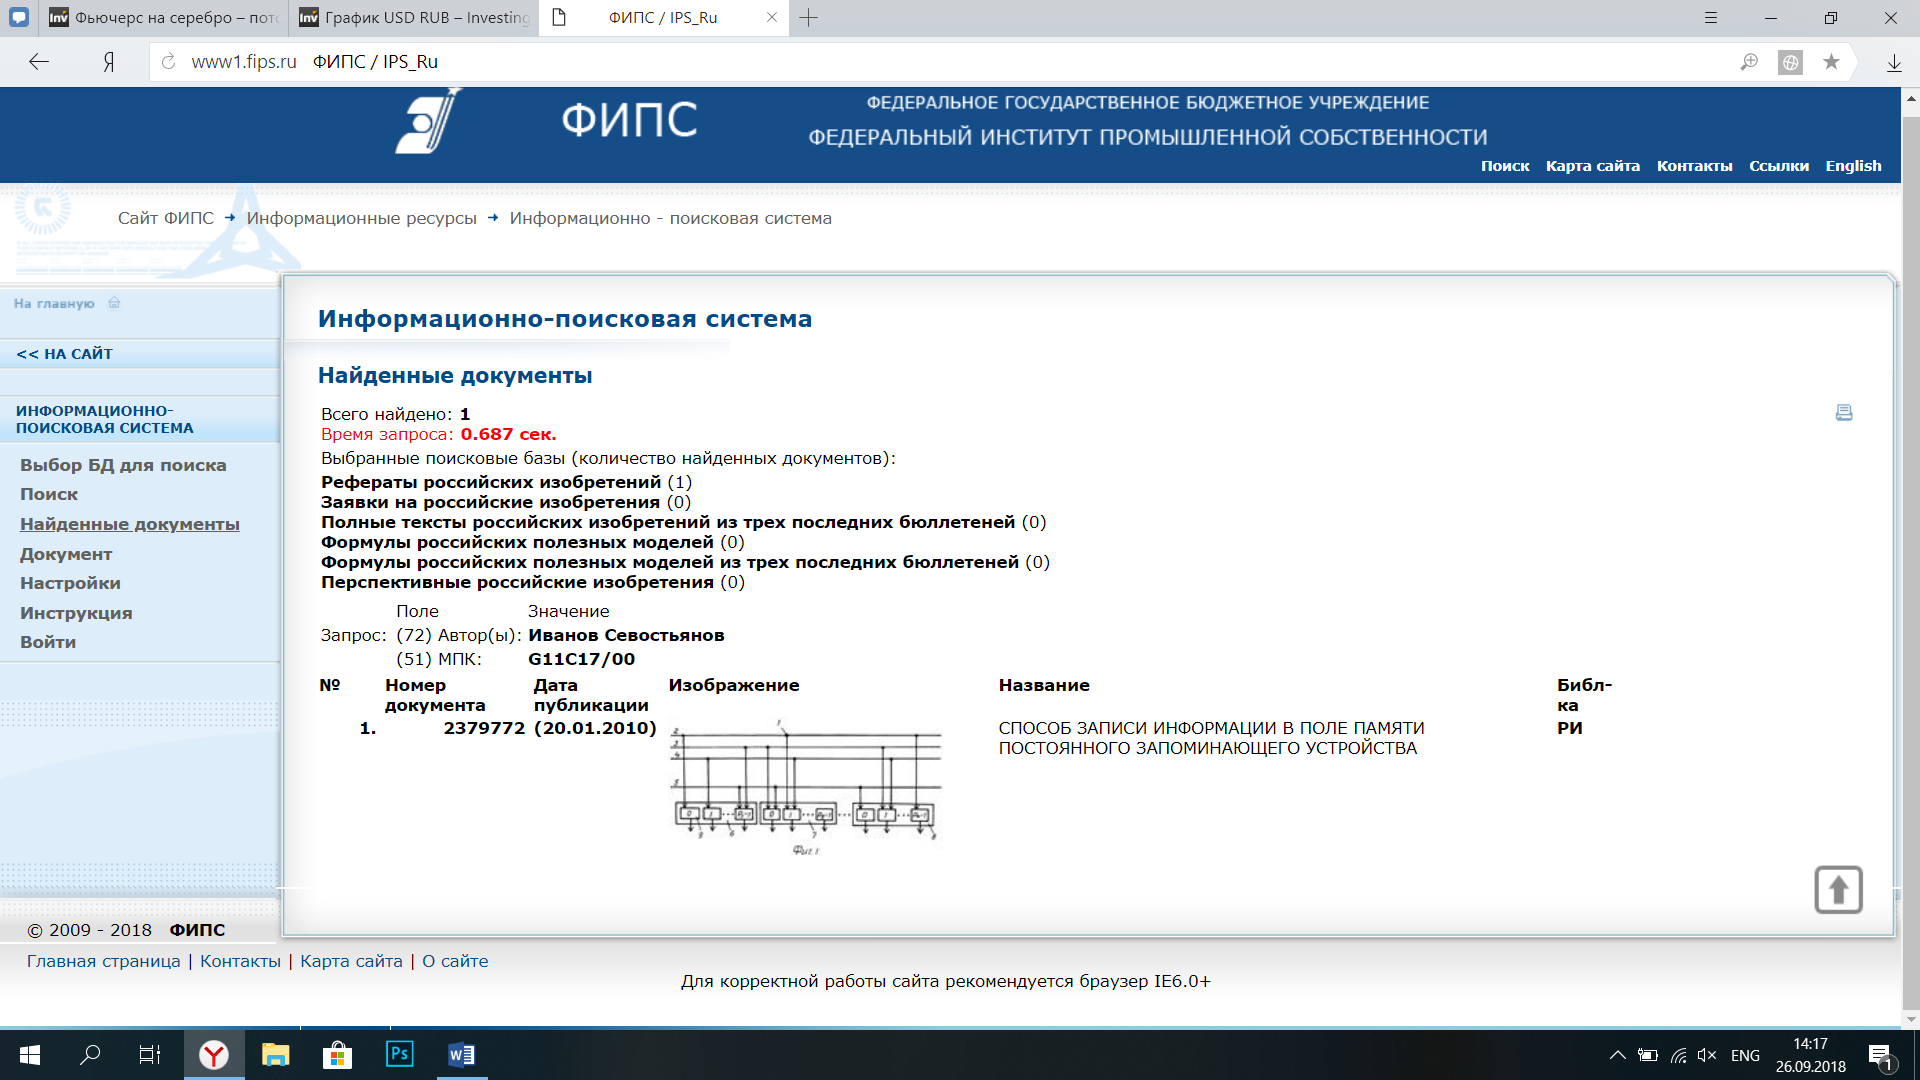 Фьючерс на серебро – пото
График USD RUB – Investing
ФИПС / IPS_Ru
Я
www1.fips.ru ФИПС / IPS_Ru
ФИПС
ФЕДЕРАЛЬНОЕ ГОСУДАРСТВЕННОЕ БЮДЖЕТНОЕ УЧРЕЖДЕНИЕ
ФЕДЕРАЛЬНЫЙ ИНСТИТУТ ПРОМЫШЛЕННОЙ СОБСТВЕННОСТИ
Поиск Карта сайта Контакты Ссылки English
Сайт ФИПС Информационные ресурсы Информационно - поисковая система
На главную
<< НА САЙТ
ИНФОРМАЦИОННО-
ПОИСКОВАЯ СИСТЕМА
Выбор БД для поиска
Поиск
Найденные документы
Документ
Настройки
Инструкция
Войти
Информационно-поисковая система
Найденные документы
Всего найдено: 1
Время запроса: 0.687 сек.
Выбранные поисковые базы (количество найденных документов):
Рефераты российских изобретений (1)
Заявки на российские изобретения (0)
Полные тексты российских изобретений из трех последних бюллетеней (0)
Формулы российских полезных моделей (0)
Формулы российских полезных моделей из трех последних бюллетеней (0)
Перспективные российские изобретения (0)
Поле Значение
Запрос: (72) Автор(ы): Иванов Севостьянов
(51) МПК: G11C17/00
№ Номер документа Дата публикации Изображение Название Библ-ка
1. 2379772 (20.01.2010) СПОСОБ ЗАПИСИ ИНФОРМАЦИИ В ПОЛЕ ПАМЯТИ РИ
ПОСТОЯННОГО ЗАПОМИНАЮЩЕГО УСТРОЙСТВА
Фиг.1
© 2009 - 2018 ФИПС
Главная страница | Контакты | Карта сайта | О сайте
Для корректной работы сайта рекомендуется браузер IE6.0+
ENG
14:17
26.09.2018
1